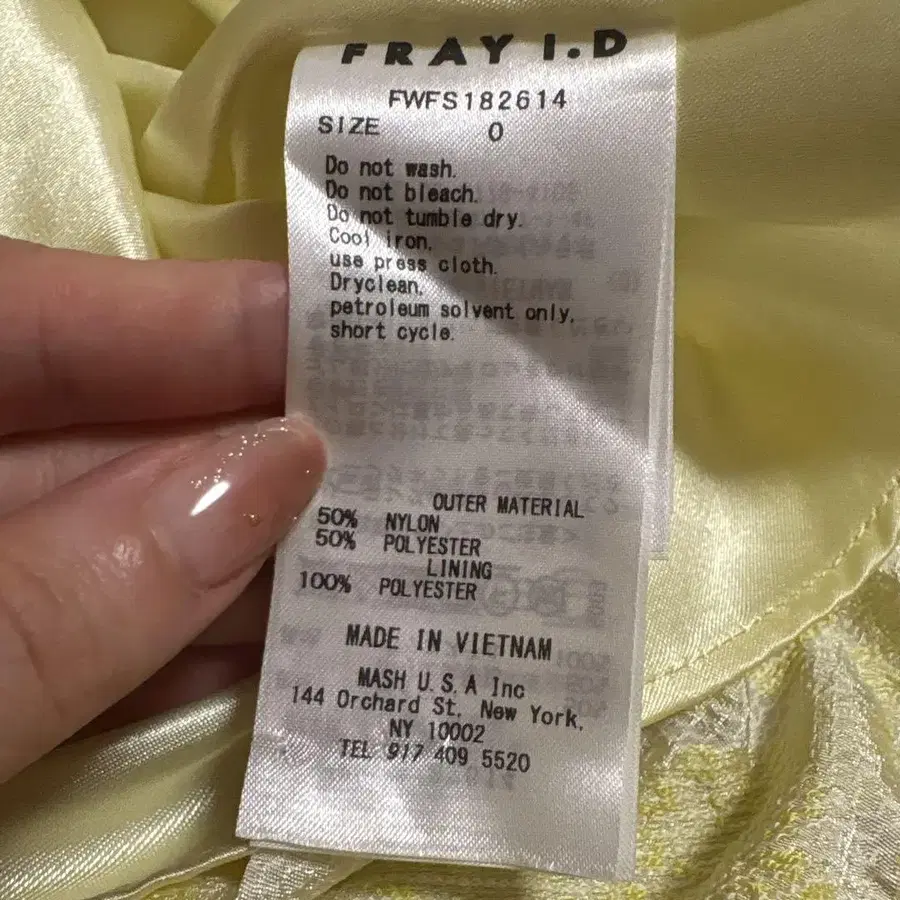 FRAY I.D
FWFS182614
SIZE 0
Do not wash.
Do not bleach.
Do not tumble dry.
Cool iron.
use press cloth.
Dryclean.
petroleum solvent only,
short cycle.
OUTER MATERIAL
50% NYLON
50% POLYESTER
LINING
100% POLYESTER
MADE IN VIETNAM
MASH U.S.A Inc
144 Orchard St. New York,
NY 10002
TEL 917 409 5520